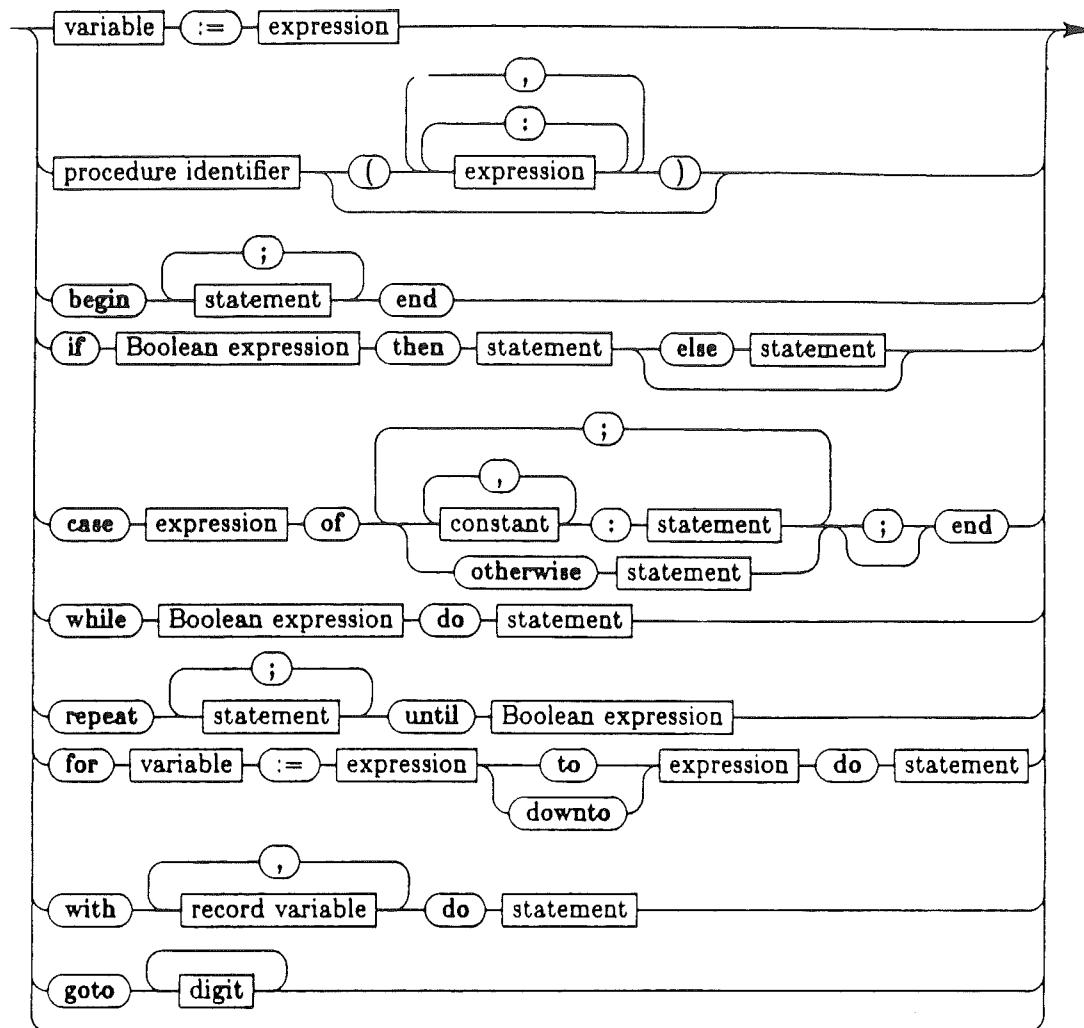 variable := expression
,
:
procedure identifier ( expression )
;
begin statement end
if Boolean expression then statement else statement
;
,
case expression of constant : statement ; end
otherwise statement
while Boolean expression do statement
;
repeat statement until Boolean expression
for variable := expression to expression do statement
downto
,
with record variable do statement
goto digit